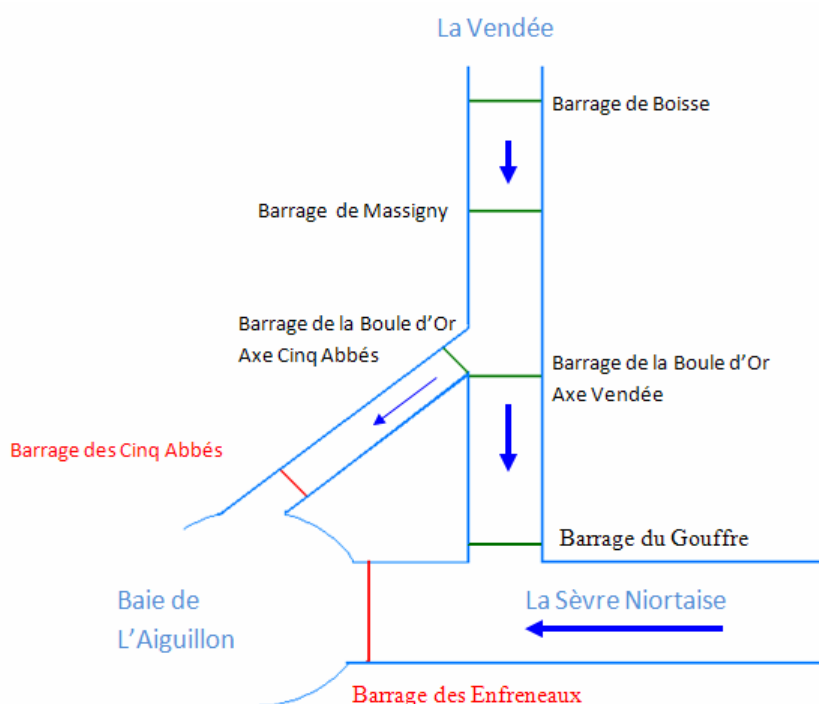 La Vendée
Barrage de Boisse
Barrage de Massigny
Barrage de la Boule d'Or
Axe Cinq Abbés
Barrage de la Boule d'Or
Axe Vendée
Barrage des Cinq Abbés
Barrage du Gouffre
Baie de
L'Aiguillon
La Sèvre Niortaise
Barrage des Enfreneaux